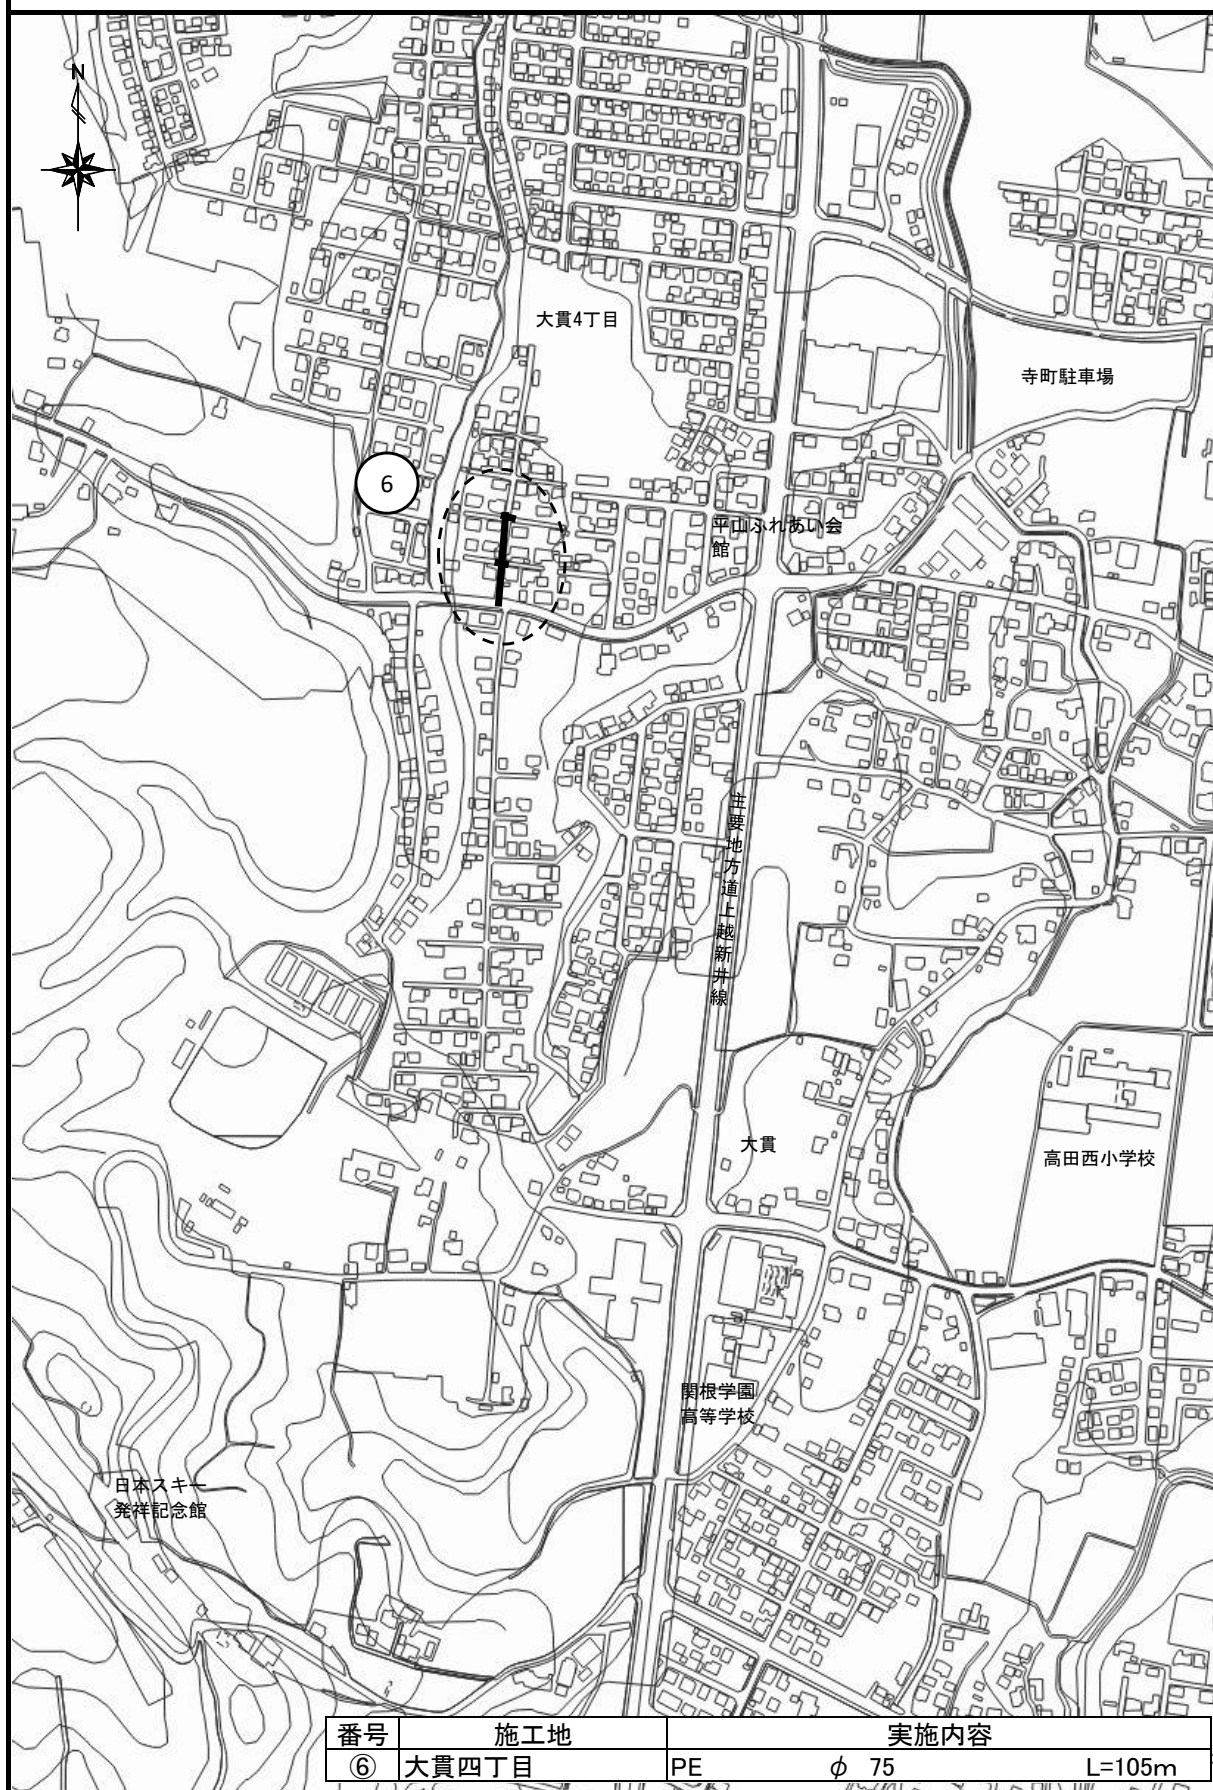 N
大貫4丁目
寺町駐車場
6
平山ふれあい会
館
主要地方道上越新井線
大貫
高田西小学校
関根学園
高等学校
日本スキー
発祥記念館
番号 施工地 実施内容
⑥ 大貫四丁目 PE φ 75 L=105m